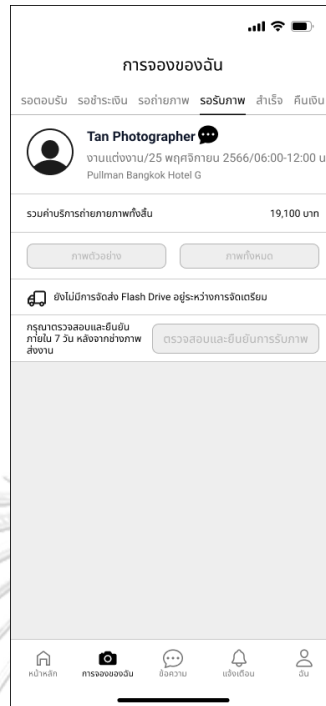 การจองของฉัน
รอตอบรับ รอชำระเงิน รอถ่ายภาพ รอรับภาพ สำเร็จ คืนเงิน
Tan Photographer
งานแต่งงาน/25 พฤศจิกายน 2566/06:00-12:00 น
Pullman Bangkok Hotel G
รวมค่าบริการถ่ายภายภาพทั้งสิ้น 19,100 บาท
ภาพตัวอย่าง ภาพทั้งหมด
ยังไม่มีการจัดส่ง Flash Drive อยู่ระหว่างการจัดเตรียม
กรุณาตรวจสอบและยืนยัน
ภายใน 7 วัน หลังจากช่างภาพ
ส่งงาน
ตรวจสอบและยืนยันการรับภาพ
หน้าหลัก การจองของฉัน ข้อความ แจ้งเตือน ฉัน